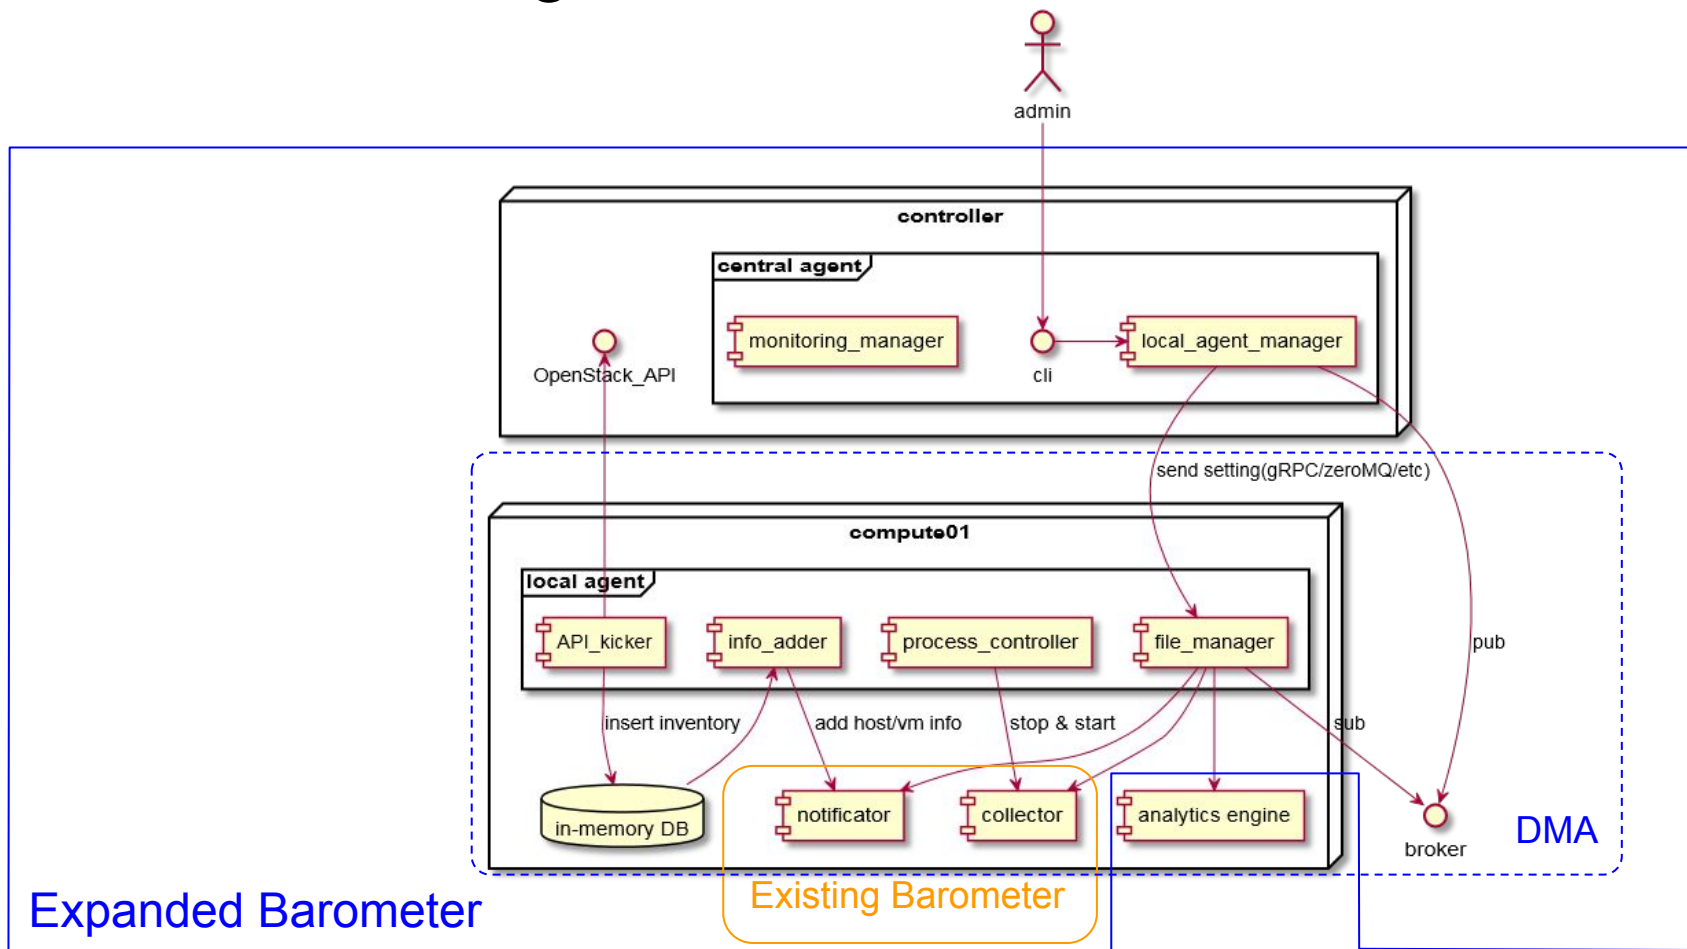 admin
controller
central agent
monitoring_manager
local_agent_manager
OpenStack_API
cli
send setting(gRPC/zeroMQ/etc)
compute01
local agent
API_kicker
info_adder
process_controller
file_manager
pub
insert inventory
add host/vm info
stop & start
sub
in-memory DB
notificator
collector
analytics engine
broker
DMA
Existing Barometer
Expanded Barometer